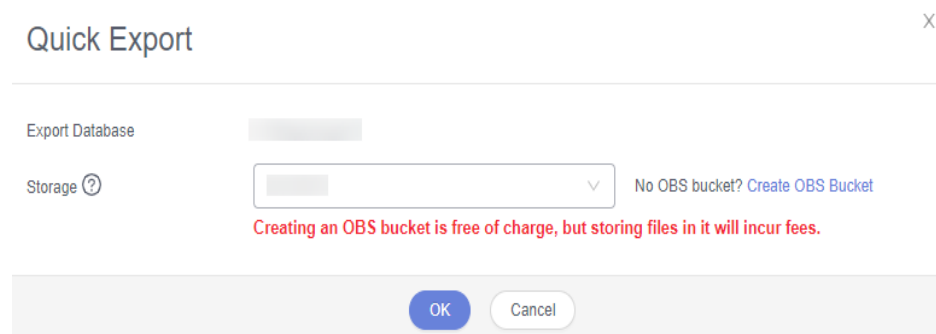 Quick Export
X
Export Database
Storage ?
No OBS bucket? Create OBS Bucket
Creating an OBS bucket is free of charge, but storing files in it will incur fees.
OK
Cancel